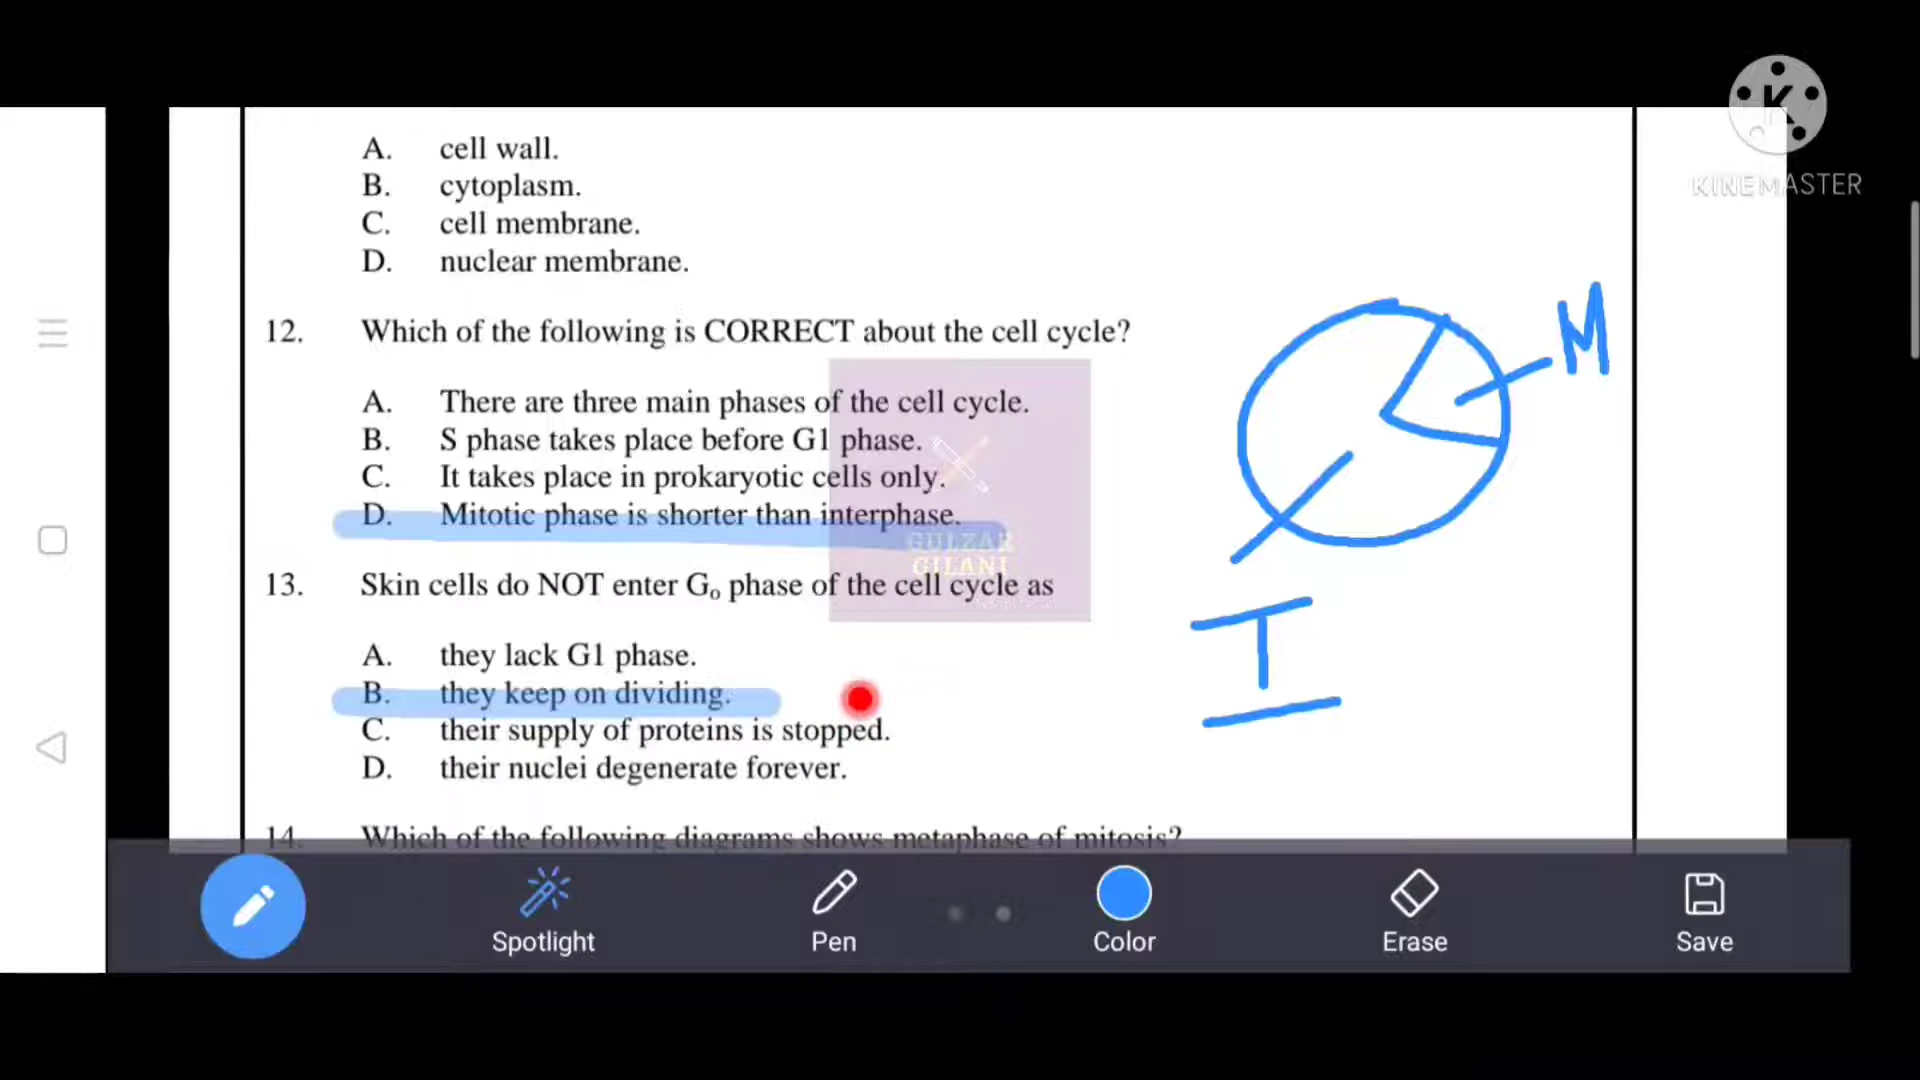 A. cell wall.
B. cytoplasm.
C. cell membrane.
D. nuclear membrane.
KINEMASTER
12. Which of the following is CORRECT about the cell cycle?
M
A. There are three main phases of the cell cycle.
B. S phase takes place before G1 phase.
C. It takes place in prokaryotic cells only.
D. Mitotic phase is shorter than interphase.
GULZAR
GILANI
13. Skin cells do NOT enter Gₒ phase of the cell cycle as
I
A. they lack G1 phase.
B. they keep on dividing.
C. their supply of proteins is stopped.
D. their nuclei degenerate forever.
14. Which of the following diagrams shows metaphase of mitosis?
Spotlight Pen Color Erase Save